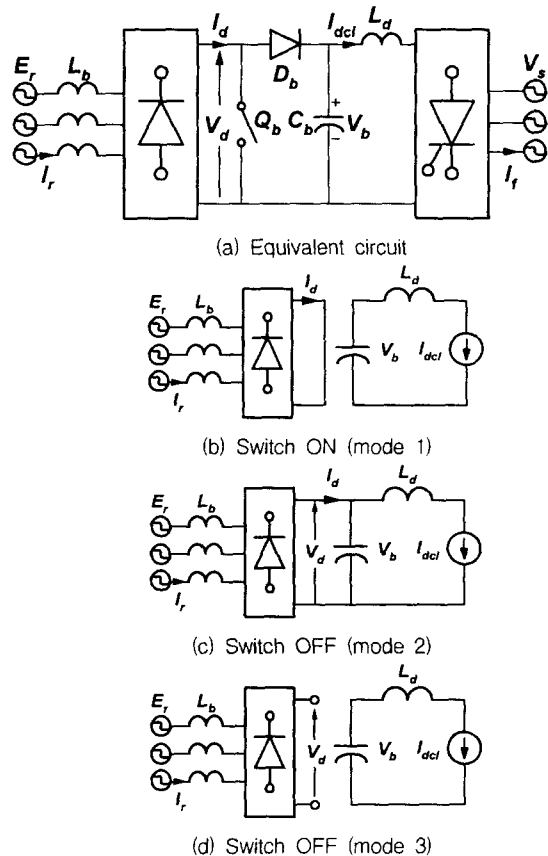 I_d
I_dcl L_d
E_r L_b
D_b
V_s
V_d Q_b C_b + V_b -
I_r
I_f
(a) Equivalent circuit
I_d
E_r L_b
L_d
V_b I_dcl
I_r
(b) Switch ON (mode 1)
I_d
L_d
E_r L_b
V_d V_b I_dcl
I_r
(c) Switch OFF (mode 2)
L_d
E_r L_b
V_d V_b I_dcl
I_r
(d) Switch OFF (mode 3)